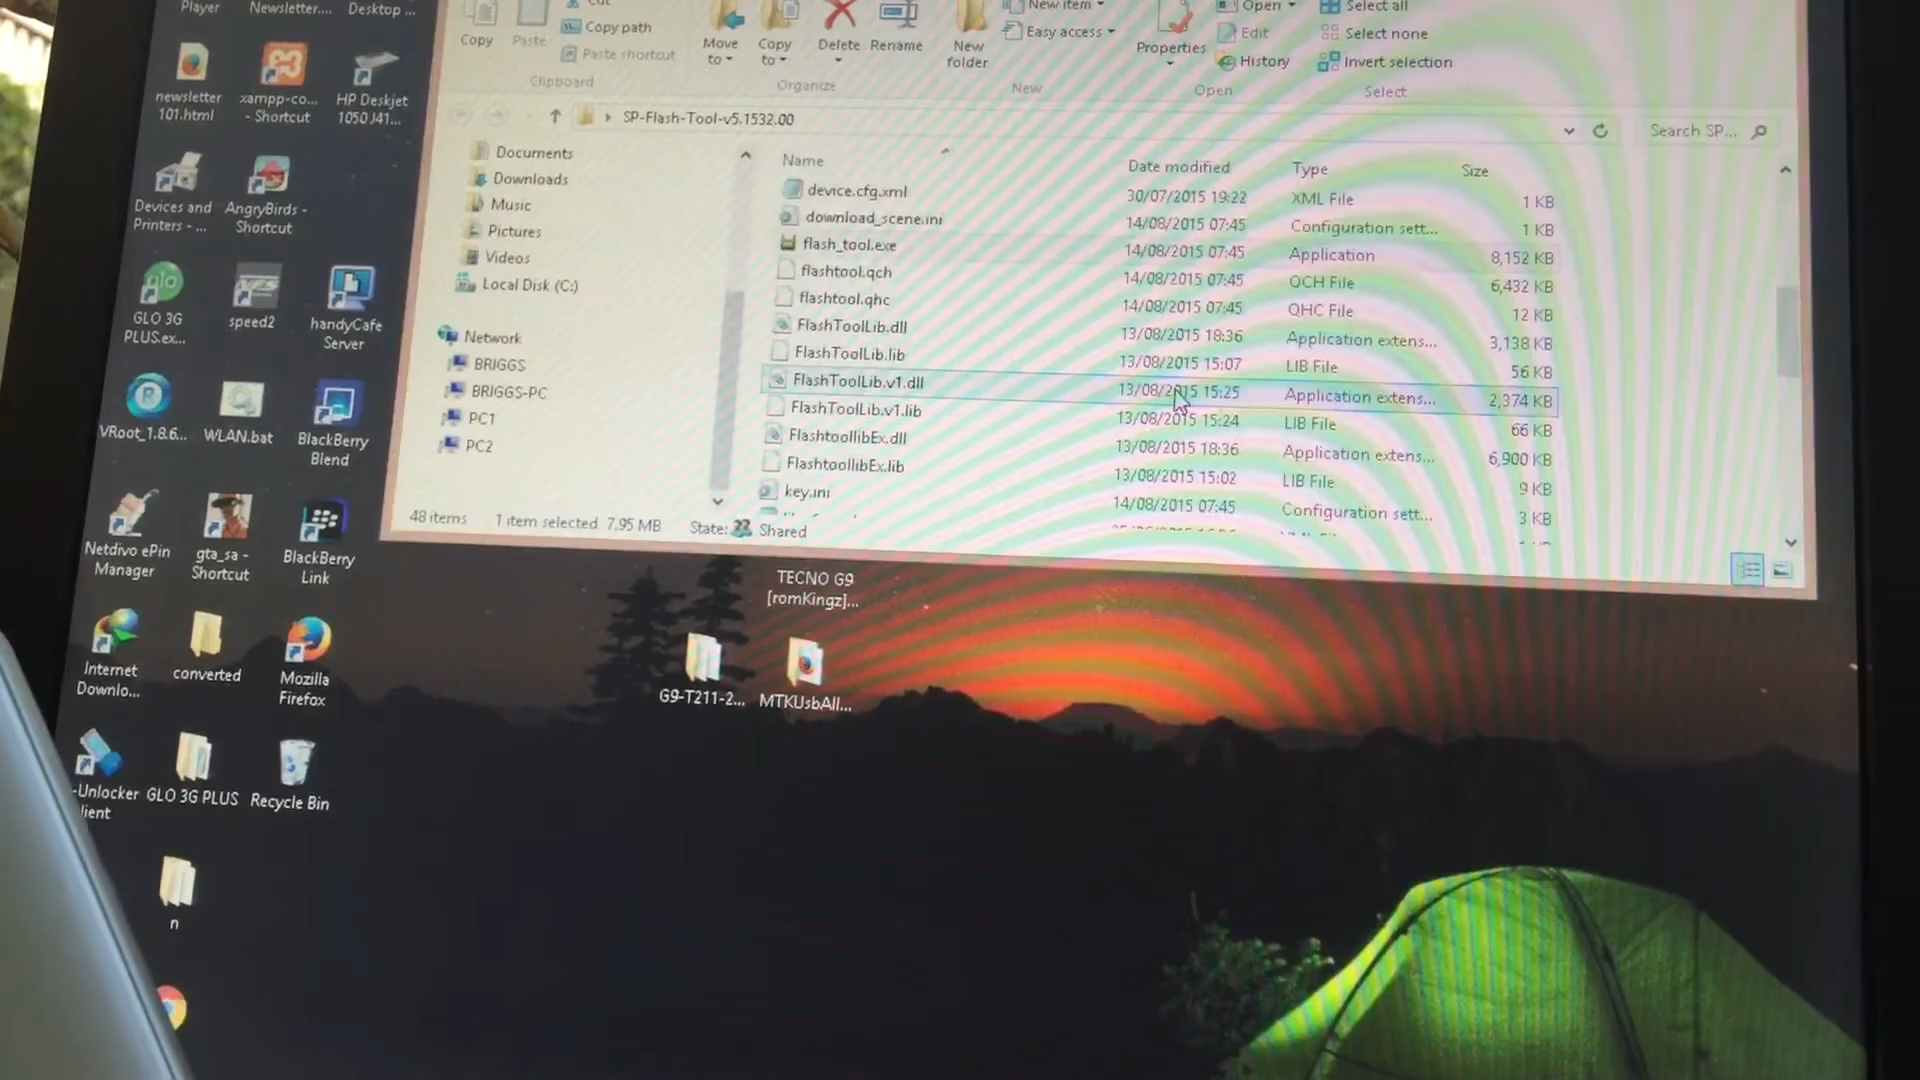 Player
Newsletter....
Desktop ...
newsletter
101.html
xampp-co...
- Shortcut
HP Deskjet
1050 J41...
Devices and
Printers - ...
AngryBirds -
Shortcut
GLO 3G
PLUS.ex...
speed2
handyCafe
Server
VRoot_1.8.6...
WLAN.bat
BlackBerry
Blend
Netdivo ePin
Manager
gta_sa -
Shortcut
BlackBerry
Link
Internet
Downlo...
converted
Mozilla
Firefox
-Unlocker
lient
GLO 3G PLUS
Recycle Bin
n
Copy
Paste
Cut
Copy path
Paste shortcut
Clipboard
Move
to
Copy
to
Delete
Rename
Organize
New
folder
New item
Easy access
New
Properties
Open
Edit
History
Open
Select all
Select none
Invert selection
Select
SP-Flash-Tool-v5.1532.00
Search SP...
Documents
Downloads
Music
Pictures
Videos
Local Disk (C:)
Network
BRIGGS
BRIGGS-PC
PC1
PC2
Name Date modified Type Size
device.cfg.xml 30/07/2015 19:22 XML File 1 KB
download_scene.ini 14/08/2015 07:45 Configuration sett... 1 KB
flash_tool.exe 14/08/2015 07:45 Application 8,152 KB
flashtool.qch 14/08/2015 07:45 QCH File 6,432 KB
flashtool.qhc 14/08/2015 07:45 QHC File 12 KB
FlashToolLib.dll 13/08/2015 18:36 Application extens... 3,138 KB
FlashToolLib.lib 13/08/2015 15:07 LIB File 56 KB
FlashToolLib.v1.dll 13/08/2015 15:25 Application extens... 2,374 KB
FlashToolLib.v1.lib 13/08/2015 15:24 LIB File 66 KB
FlashtoollibEx.dll 13/08/2015 18:36 Application extens... 6,900 KB
FlashtoollibEx.lib 13/08/2015 15:02 LIB File 9 KB
key.ini 14/08/2015 07:45 Configuration sett... 3 KB
48 items 1 item selected 7.95 MB State: Shared
TECNO G9
[romKingz]...
G9-T211-2...
MTKUsbAll...